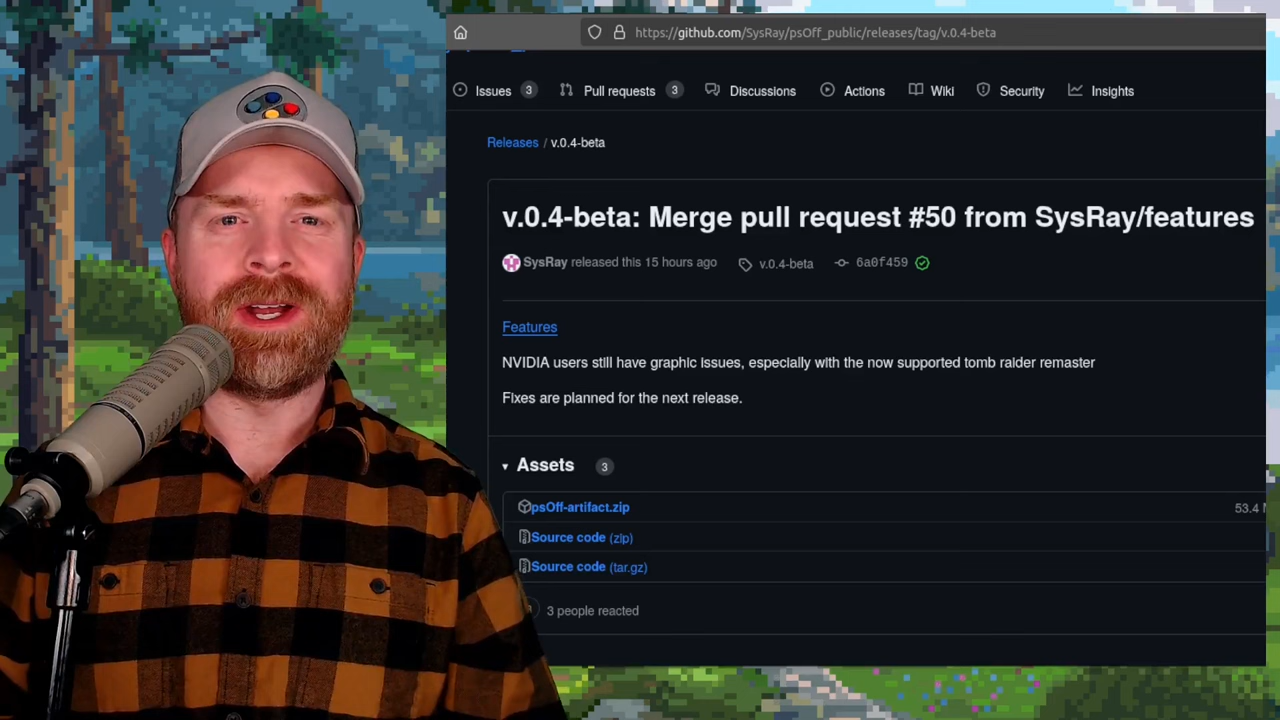 https://github.com/SysRay/psOff_public/releases/tag/v.0.4-beta
Issues 3 Pull requests 3 Discussions Actions Wiki Security Insights
Releases / v.0.4-beta
v.0.4-beta: Merge pull request #50 from SysRay/features
SysRay released this 15 hours ago v.0.4-beta 6a0f459
Features
NVIDIA users still have graphic issues, especially with the now supported tomb raider remaster
Fixes are planned for the next release.
Assets 3
psOff-artifact.zip 53.4
Source code (zip)
Source code (tar.gz)
3 people reacted